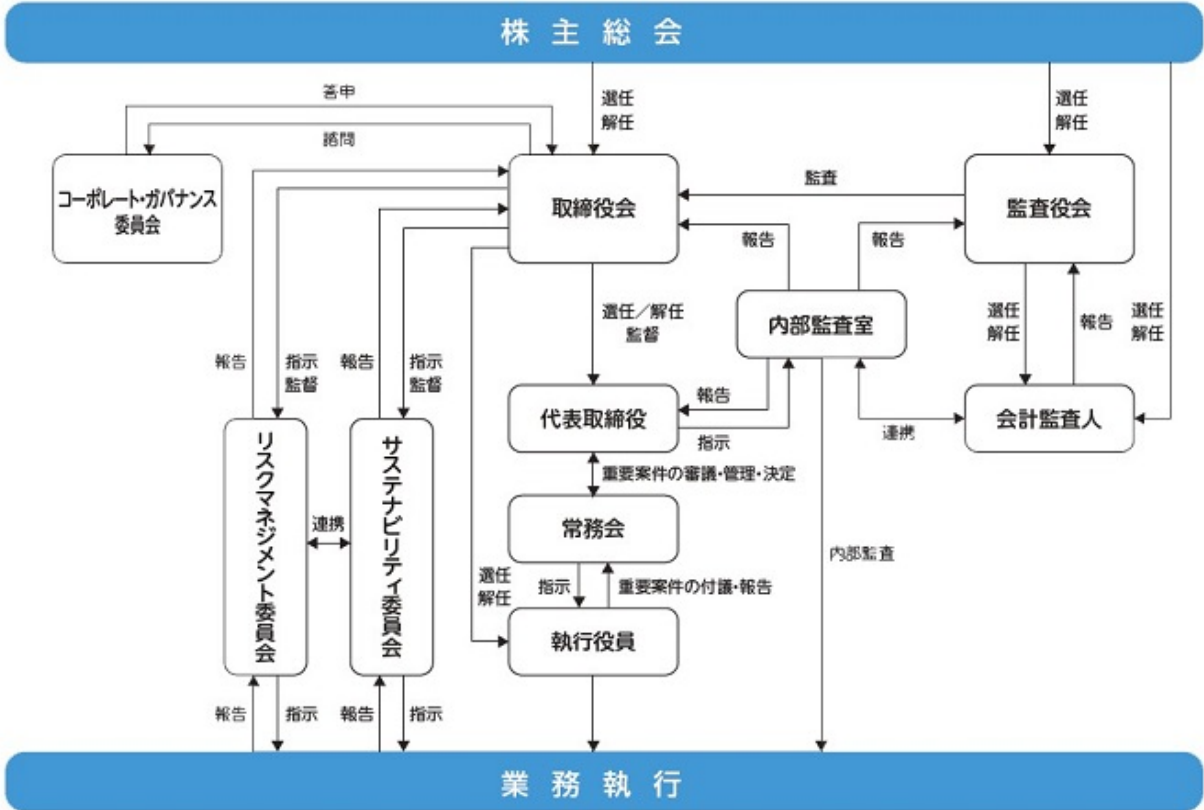 株主総会
答申
諮問
選任
解任
選任
解任
コーポレート・ガバナンス
委員会
取締役会
監査
監査役会
報告
報告
選任／解任
監督
内部監査室
選任
解任
報告
選任
解任
報告
指示
監督
報告
指示
監督
代表取締役
報告
指示
連携
会計監査人
重要案件の審議・管理・決定
リスクマネジメント委員会
連携
サステナビリティ委員会
常務会
内部監査
選任
解任
指示
重要案件の付議・報告
執行役員
報告
指示
報告
指示
業務執行